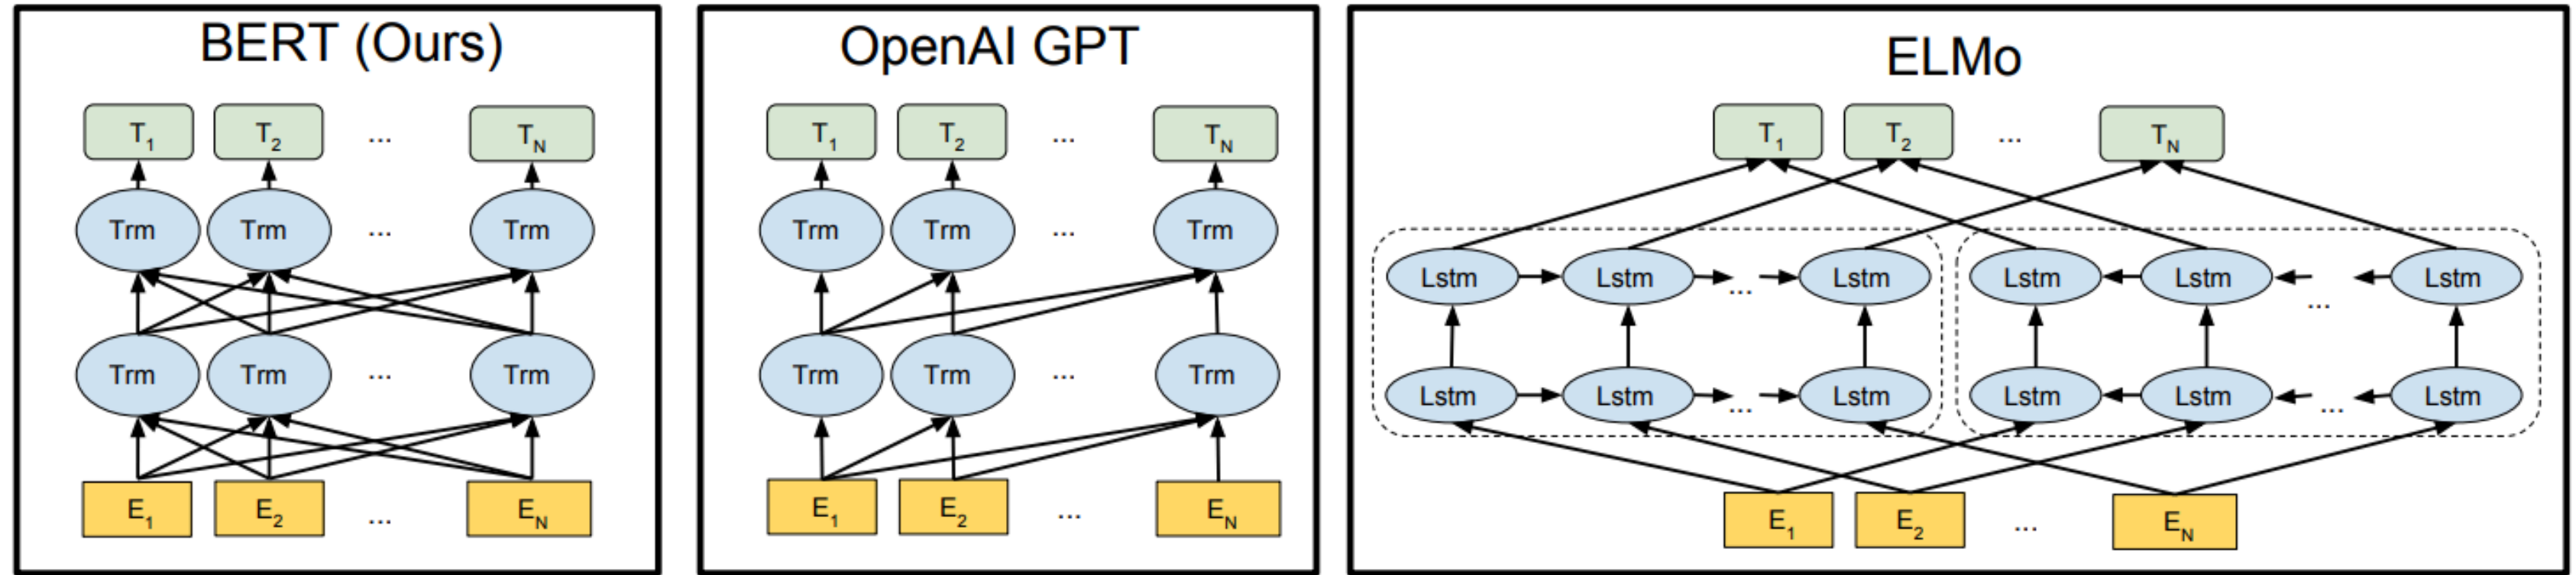 BERT (Ours)
T1 T2 ... TN
Trm Trm ... Trm
Trm Trm ... Trm
E1 E2 ... EN
OpenAI GPT
T1 T2 ... TN
Trm Trm ... Trm
Trm Trm ... Trm
E1 E2 ... EN
ELMo
T1 T2 ... TN
Lstm Lstm ... Lstm Lstm Lstm ... Lstm
Lstm Lstm ... Lstm Lstm Lstm ... Lstm
E1 E2 ... EN